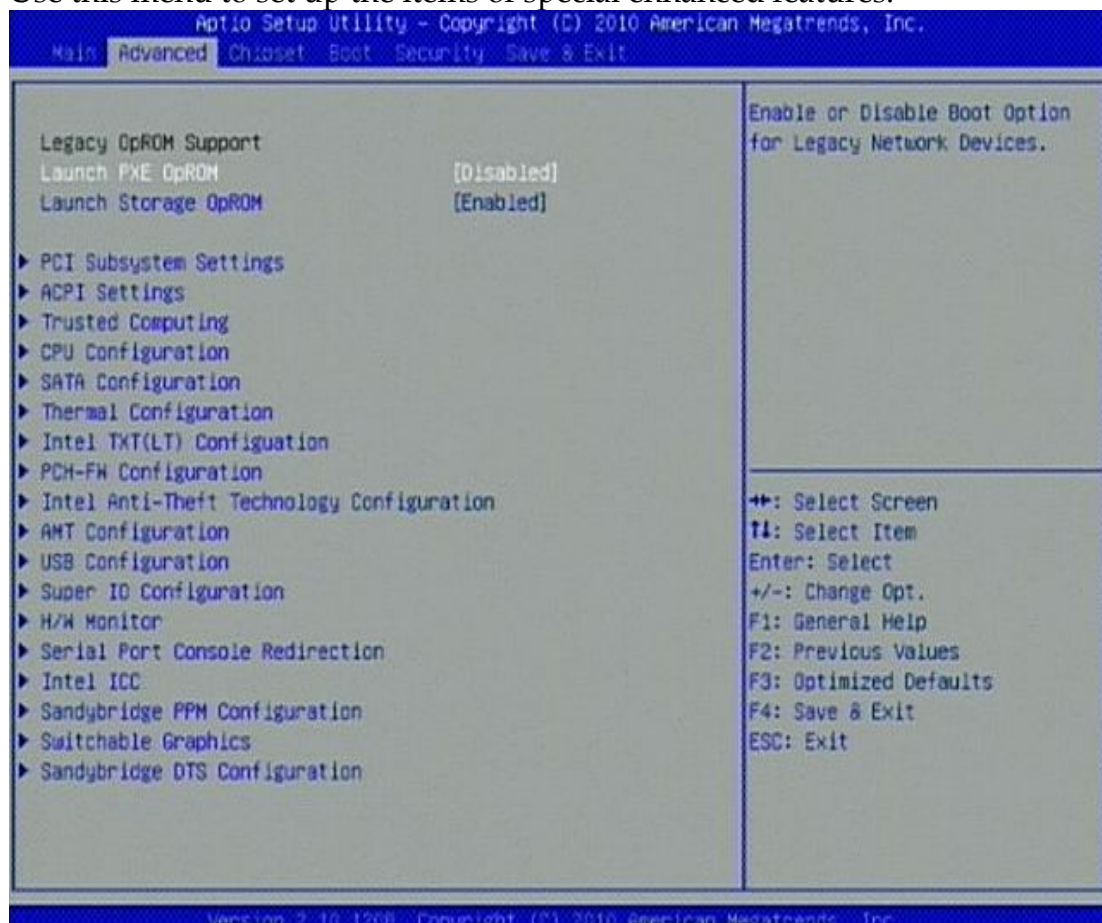 Use this menu to set up the items of special enhanced features.
Aptio Setup Utility - Copyright (C) 2010 American Megatrends, Inc.
Main Advanced Chipset Boot Security Save & Exit
Legacy OpROM Support
Launch PXE OpROM [Disabled]
Launch Storage OpROM [Enabled]
PCI Subsystem Settings
ACPI Settings
Trusted Computing
CPU Configuration
SATA Configuration
Thermal Configuration
Intel TXT(LT) Configuation
PCH-FW Configuration
Intel Anti-Theft Technology Configuration
AMT Configuration
USB Configuration
Super IO Configuration
H/W Monitor
Serial Port Console Redirection
Intel ICC
Sandybridge PPM Configuration
Switchable Graphics
Sandybridge DTS Configuration
Enable or Disable Boot Option
for Legacy Network Devices.
→←: Select Screen
↑↓: Select Item
Enter: Select
+/-: Change Opt.
F1: General Help
F2: Previous Values
F3: Optimized Defaults
F4: Save & Exit
ESC: Exit
Version 2.10.1208. Copyright (C) 2010 American Megatrends, Inc.